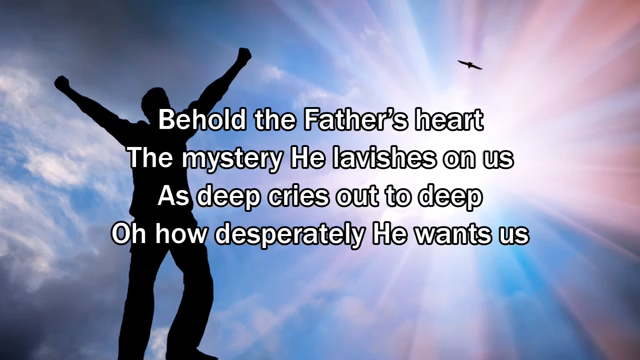 Behold the Father's heart
The mystery He lavishes on us
As deep cries out to deep
Oh how desperately He wants us